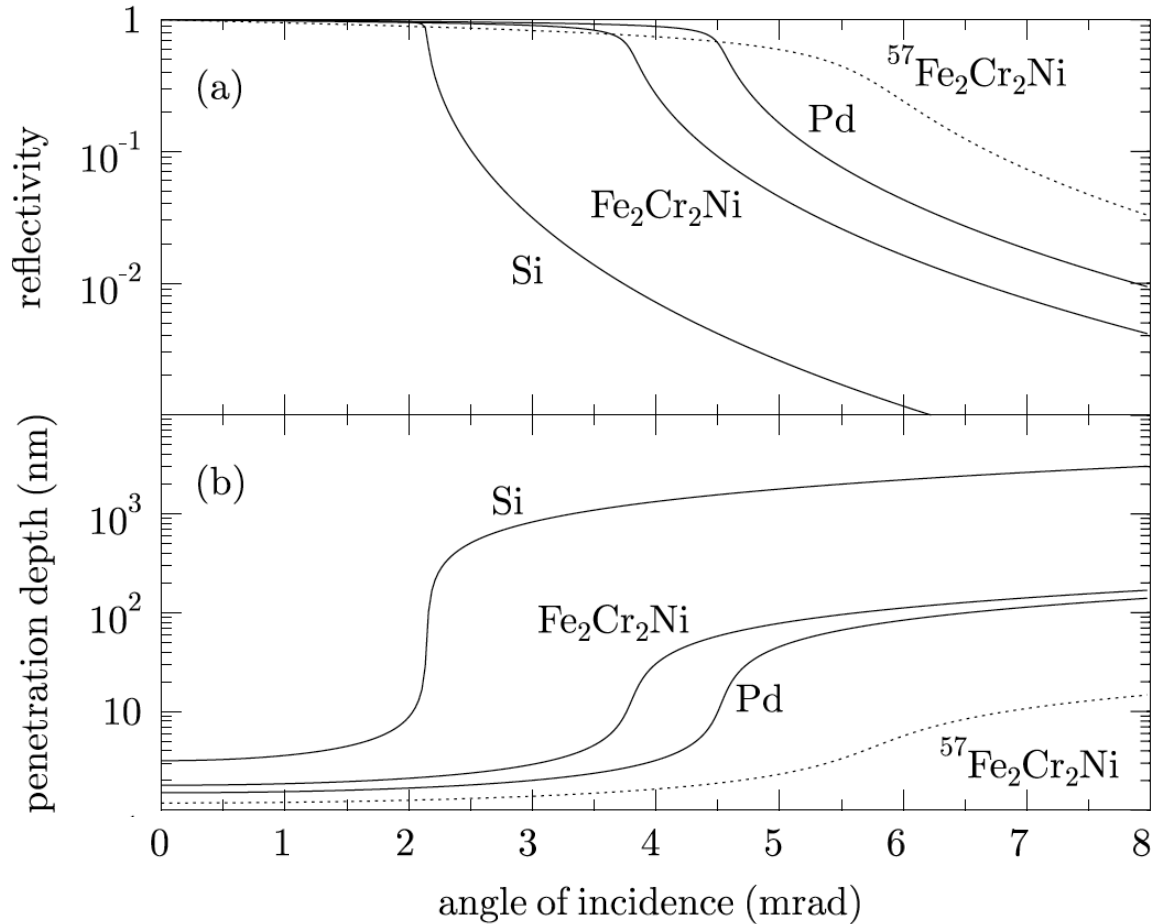 1
(a)
⁵⁷Fe₂Cr₂Ni
Pd
10⁻¹
Fe₂Cr₂Ni
Si
10⁻²
reflectivity
(b)
Si
10³
Fe₂Cr₂Ni
10²
Pd
10
⁵⁷Fe₂Cr₂Ni
penetration depth (nm)
0 1 2 3 4 5 6 7 8
angle of incidence (mrad)